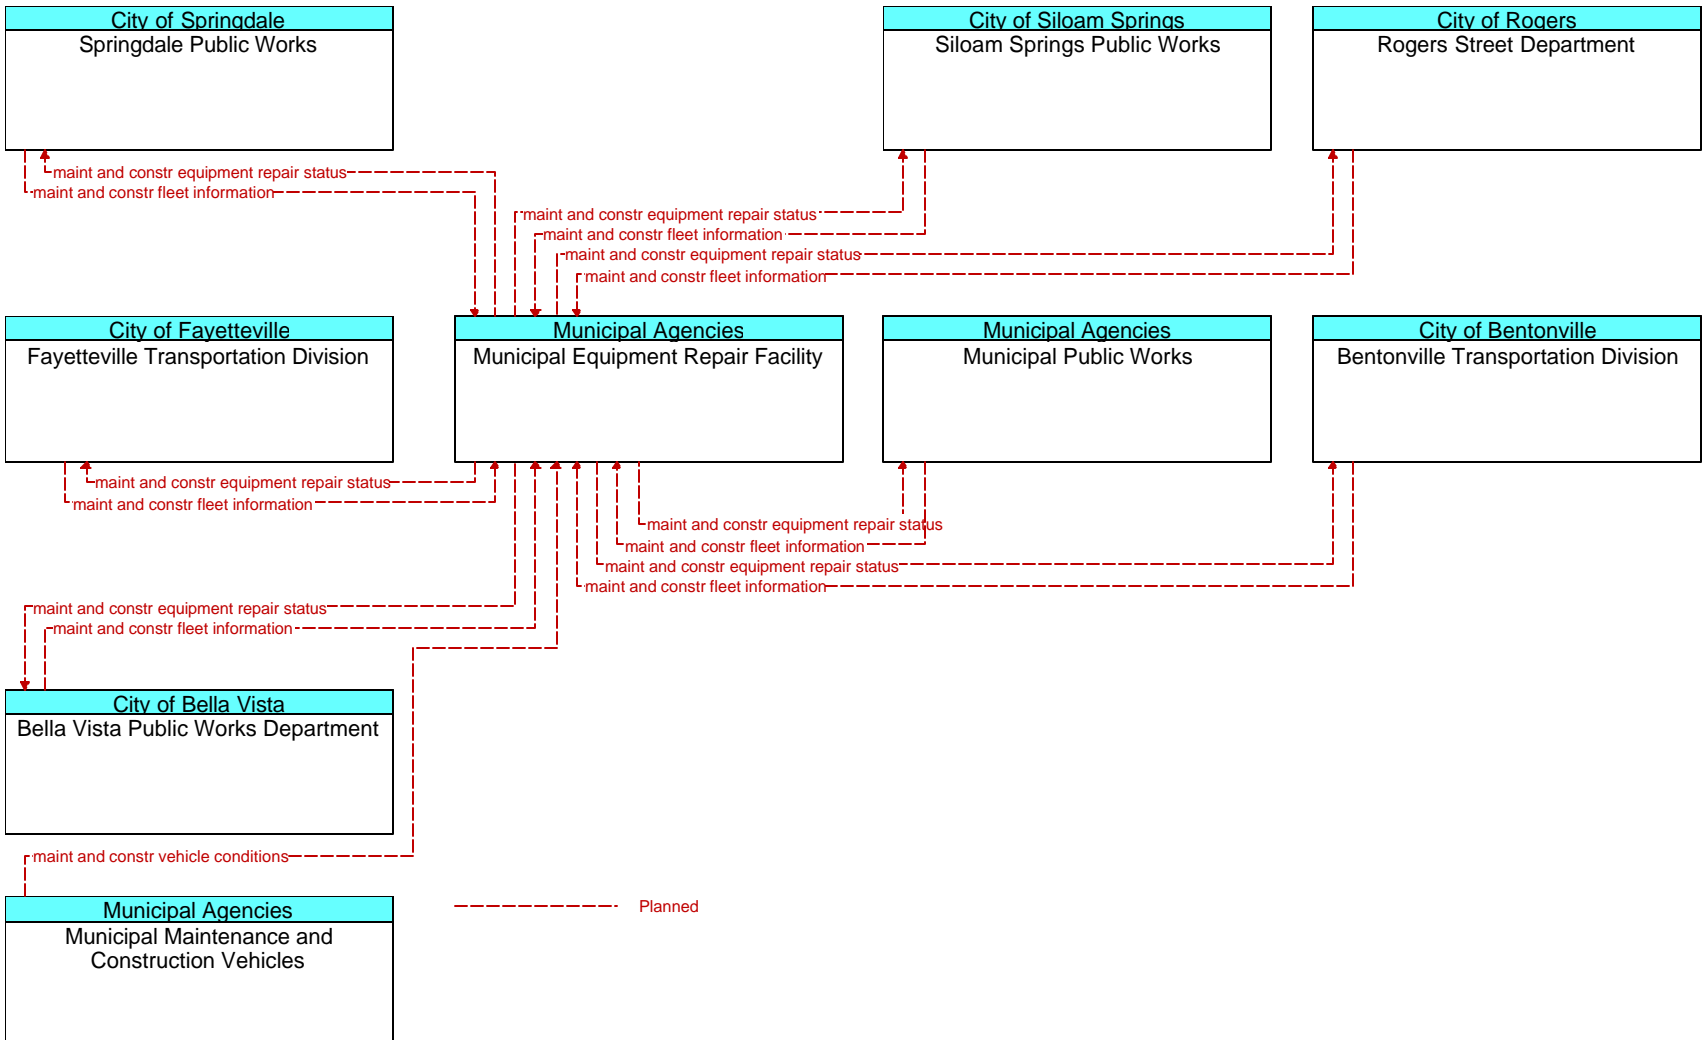 City of Springdale
Springdale Public Works
City of Siloam Springs
Siloam Springs Public Works
City of Rogers
Rogers Street Department
maint and constr equipment repair status
maint and constr fleet information
maint and constr equipment repair status
maint and constr fleet information
maint and constr equipment repair status
maint and constr fleet information
City of Fayetteville
Fayetteville Transportation Division
Municipal Agencies
Municipal Equipment Repair Facility
Municipal Agencies
Municipal Public Works
City of Bentonville
Bentonville Transportation Division
maint and constr equipment repair status
maint and constr fleet information
maint and constr equipment repair status
maint and constr fleet information
maint and constr equipment repair status
maint and constr fleet information
maint and constr equipment repair status
maint and constr fleet information
City of Bella Vista
Bella Vista Public Works Department
maint and constr vehicle conditions
Municipal Agencies
Municipal Maintenance and
Construction Vehicles
Planned